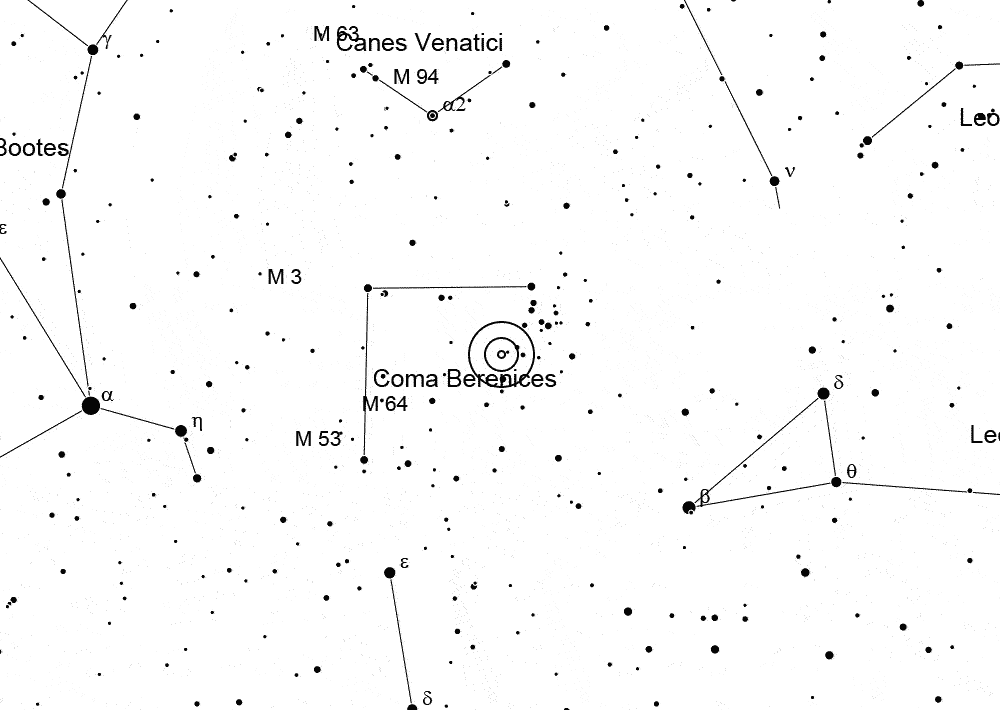 γ
M 63
Canes Venatici
M 94
α2
Leo
Bootes
ν
ε
M 3
Coma Berenices
δ
α
M 64
η
M 53
Leo
θ
β
ε
δ